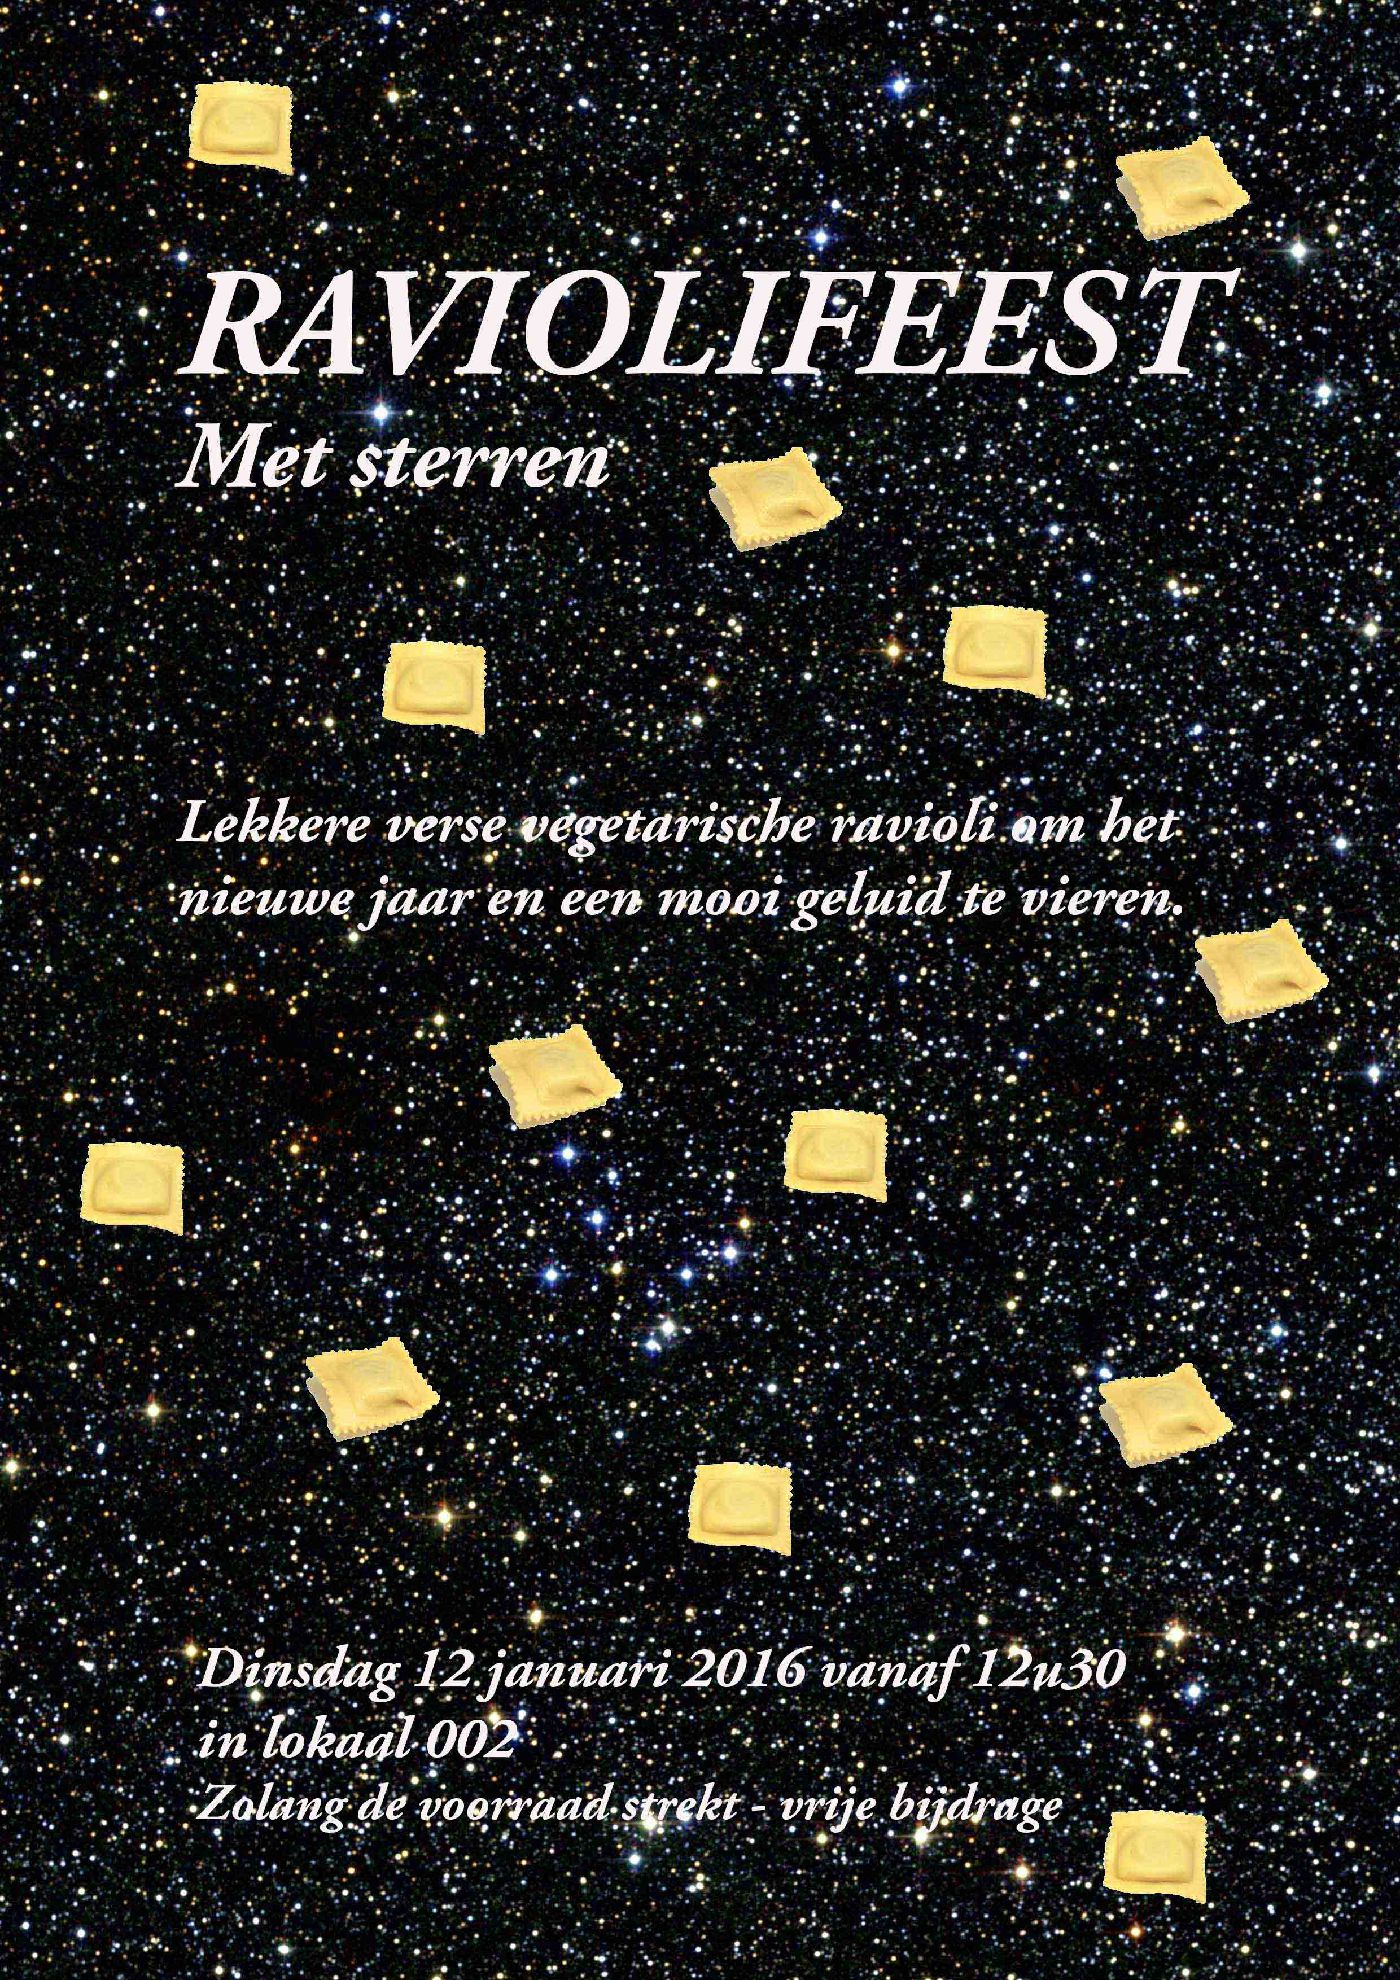 RAVIOLIFEEST
Met sterren
Lekkere verse vegetarische ravioli om het
nieuwe jaar en een mooi geluid te vieren.
Dinsdag 12 januari 2016 vanaf 12u30
in lokaal 002
Zolang de voorraad strekt - vrije bijdrage